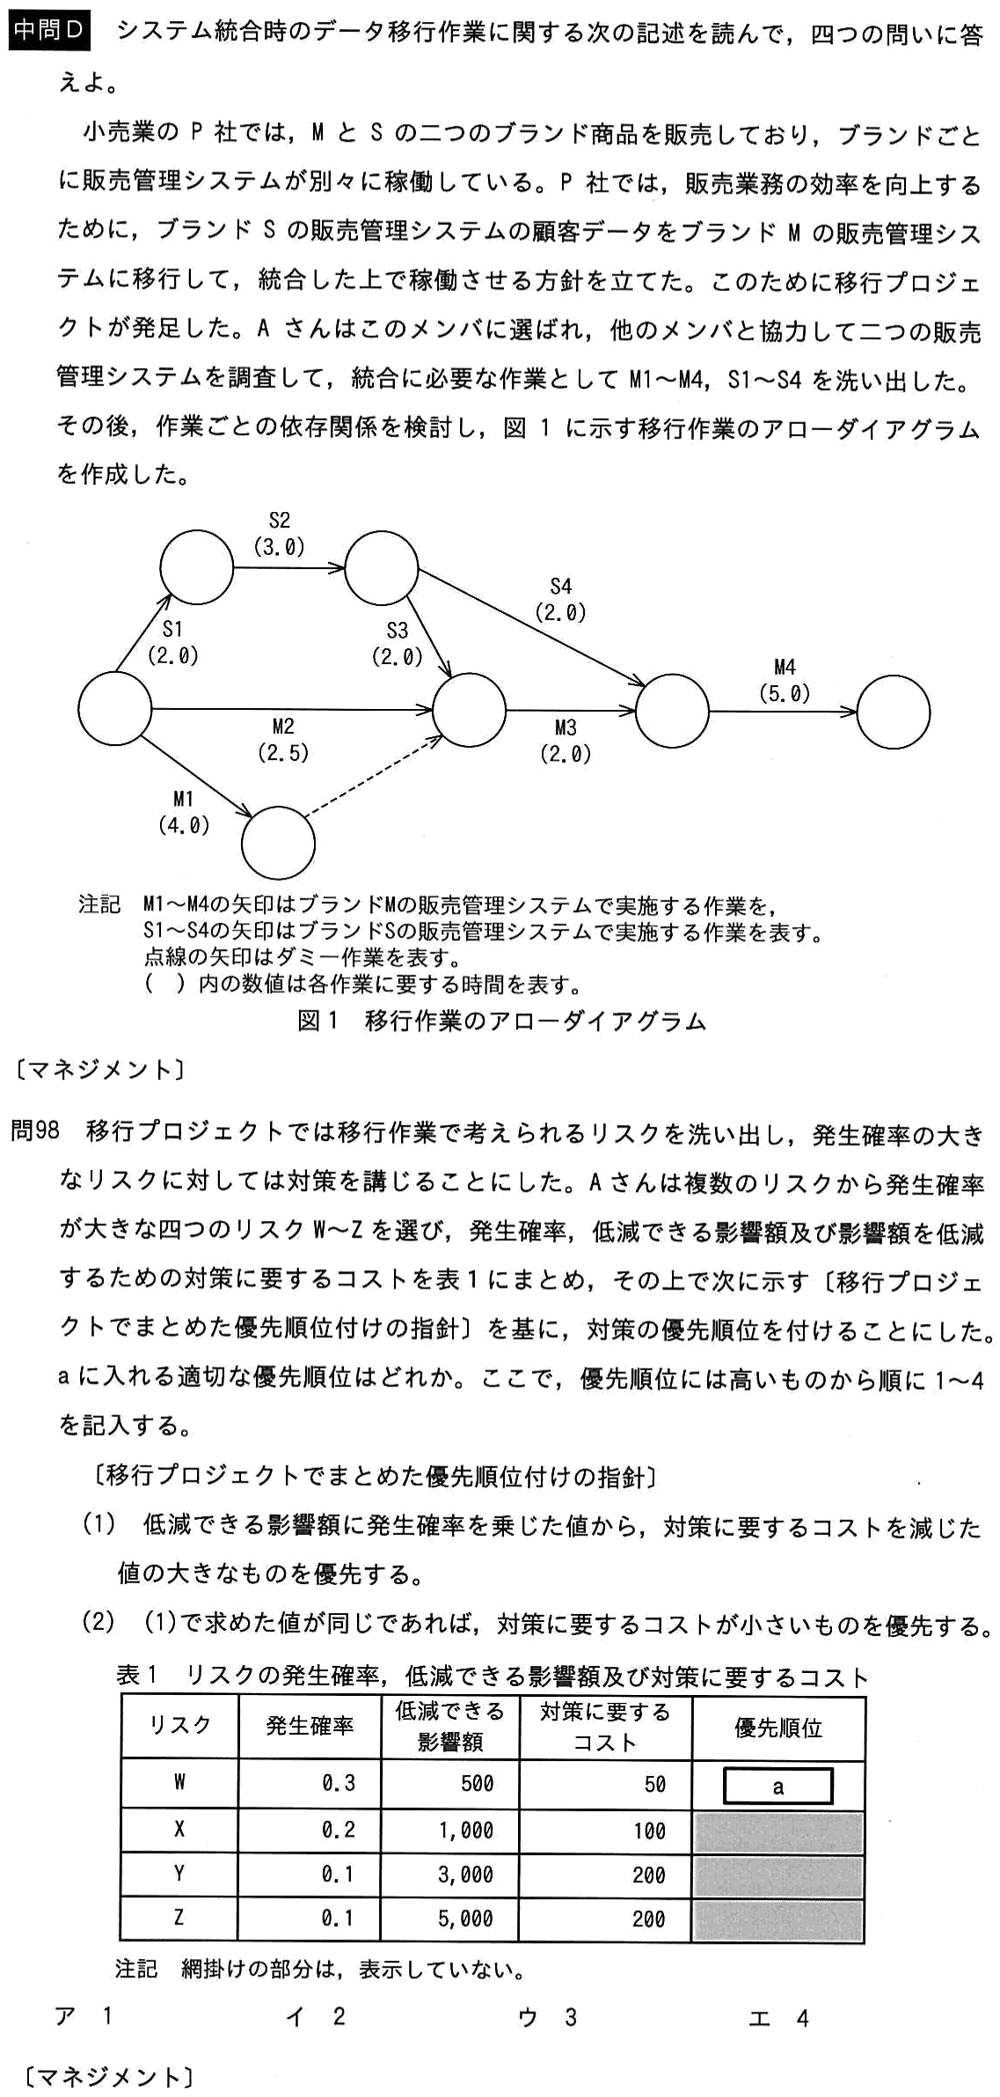 中問D システム統合時のデータ移行作業に関する次の記述を読んで，四つの問いに答
えよ。
小売業の P 社では，M と S の二つのブランド商品を販売しており，ブランドごと
に販売管理システムが別々に稼働している。P 社では，販売業務の効率を向上する
ために，ブランド S の販売管理システムの顧客データをブランド M の販売管理シス
テムに移行して，統合した上で稼働させる方針を立てた。このために移行プロジェ
クトが発足した。A さんはこのメンバに選ばれ，他のメンバと協力して二つの販売
管理システムを調査して，統合に必要な作業として M1～M4，S1～S4 を洗い出した。
その後，作業ごとの依存関係を検討し，図 1 に示す移行作業のアローダイアグラム
を作成した。
S2
(3.0)
S4
(2.0)
S1
(2.0)
S3
(2.0)
M4
(5.0)
M2
(2.5)
M3
(2.0)
M1
(4.0)
注記 M1～M4の矢印はブランドMの販売管理システムで実施する作業を，
S1～S4の矢印はブランドSの販売管理システムで実施する作業を表す。
点線の矢印はダミー作業を表す。
( ) 内の数値は各作業に要する時間を表す。
図1 移行作業のアローダイアグラム
〔マネジメント〕
問98 移行プロジェクトでは移行作業で考えられるリスクを洗い出し，発生確率の大き
なリスクに対しては対策を講じることにした。Aさんは複数のリスクから発生確率
が大きな四つのリスク W～Z を選び，発生確率，低減できる影響額及び影響額を低減
するための対策に要するコストを表1にまとめ，その上で次に示す〔移行プロジェ
クトでまとめた優先順位付けの指針〕を基に，対策の優先順位を付けることにした。
aに入れる適切な優先順位はどれか。ここで，優先順位には高いものから順に 1～4
を記入する。
〔移行プロジェクトでまとめた優先順位付けの指針〕
(1) 低減できる影響額に発生確率を乗じた値から，対策に要するコストを減じた
値の大きなものを優先する。
(2) (1)で求めた値が同じであれば，対策に要するコストが小さいものを優先する。
表1 リスクの発生確率，低減できる影響額及び対策に要するコスト
リスク 発生確率 低減できる影響額 対策に要するコスト 優先順位
W 0.3 500 50 a
X 0.2 1,000 100
Y 0.1 3,000 200
Z 0.1 5,000 200
注記 網掛けの部分は，表示していない。
ア 1 イ 2 ウ 3 エ 4
〔マネジメント〕